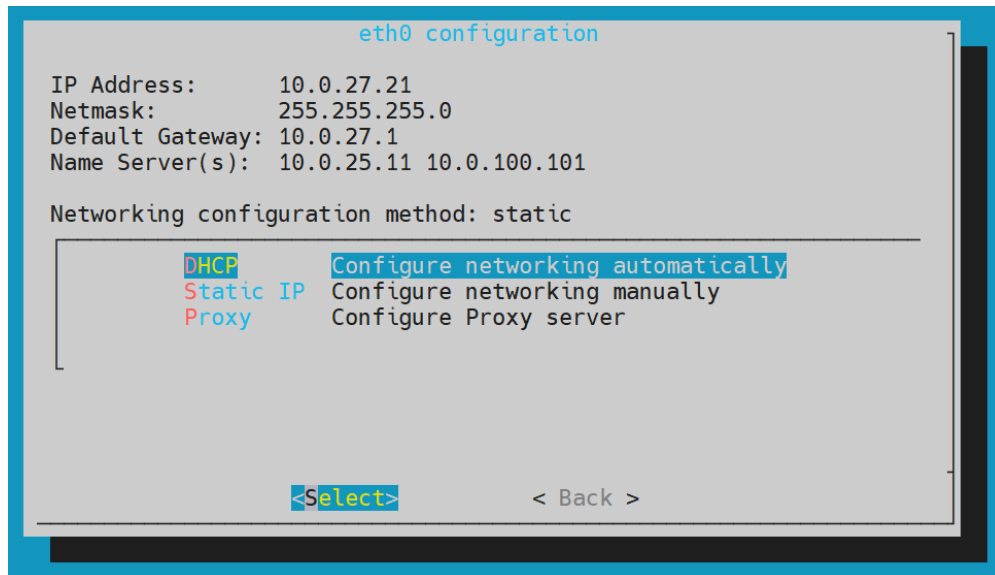 eth0 configuration
IP Address: 10.0.27.21
Netmask: 255.255.255.0
Default Gateway: 10.0.27.1
Name Server(s): 10.0.25.11 10.0.100.101
Networking configuration method: static
DHCP Configure networking automatically
Static IP Configure networking manually
Proxy Configure Proxy server
<Select> < Back >